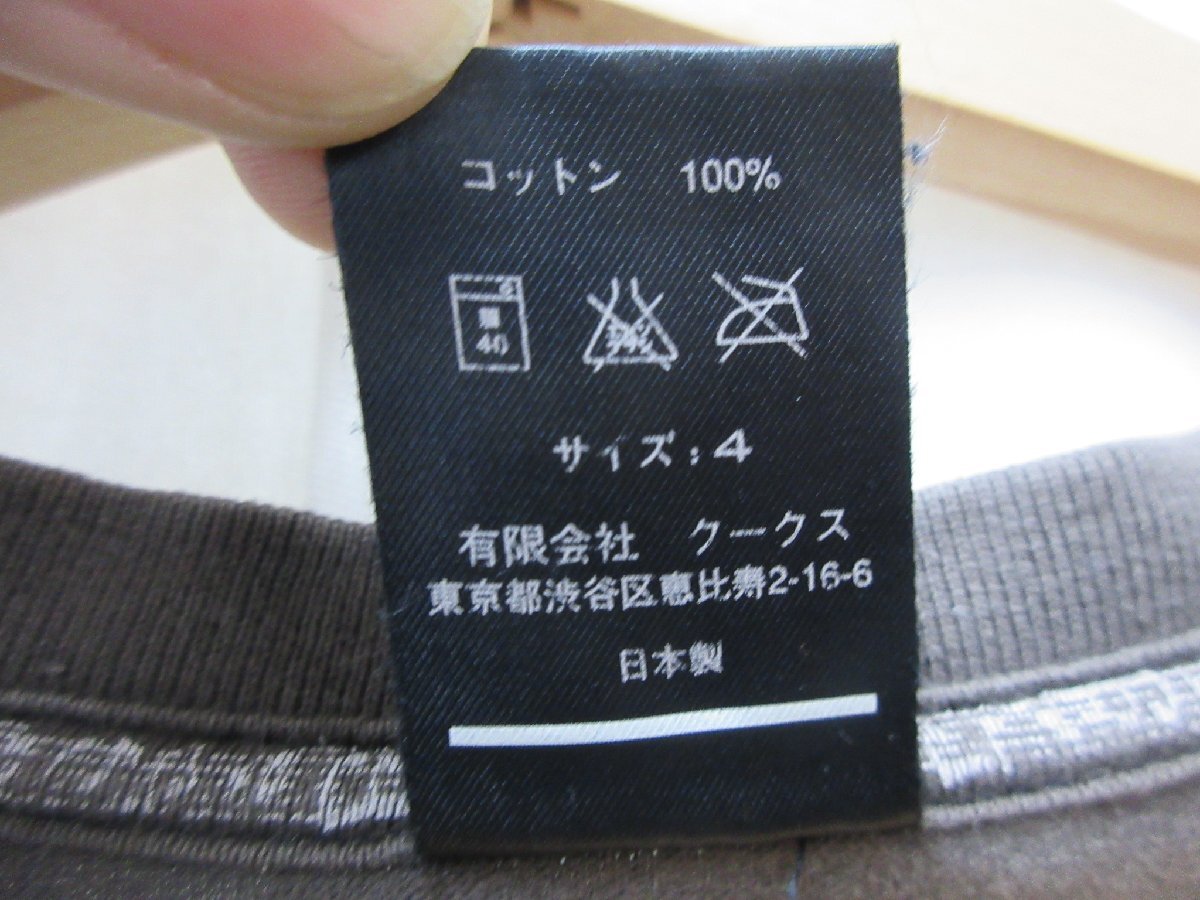 コットン 100%
40
サイズ:4
有限会社 クークス
東京都渋谷区恵比寿2-16-6
日本製